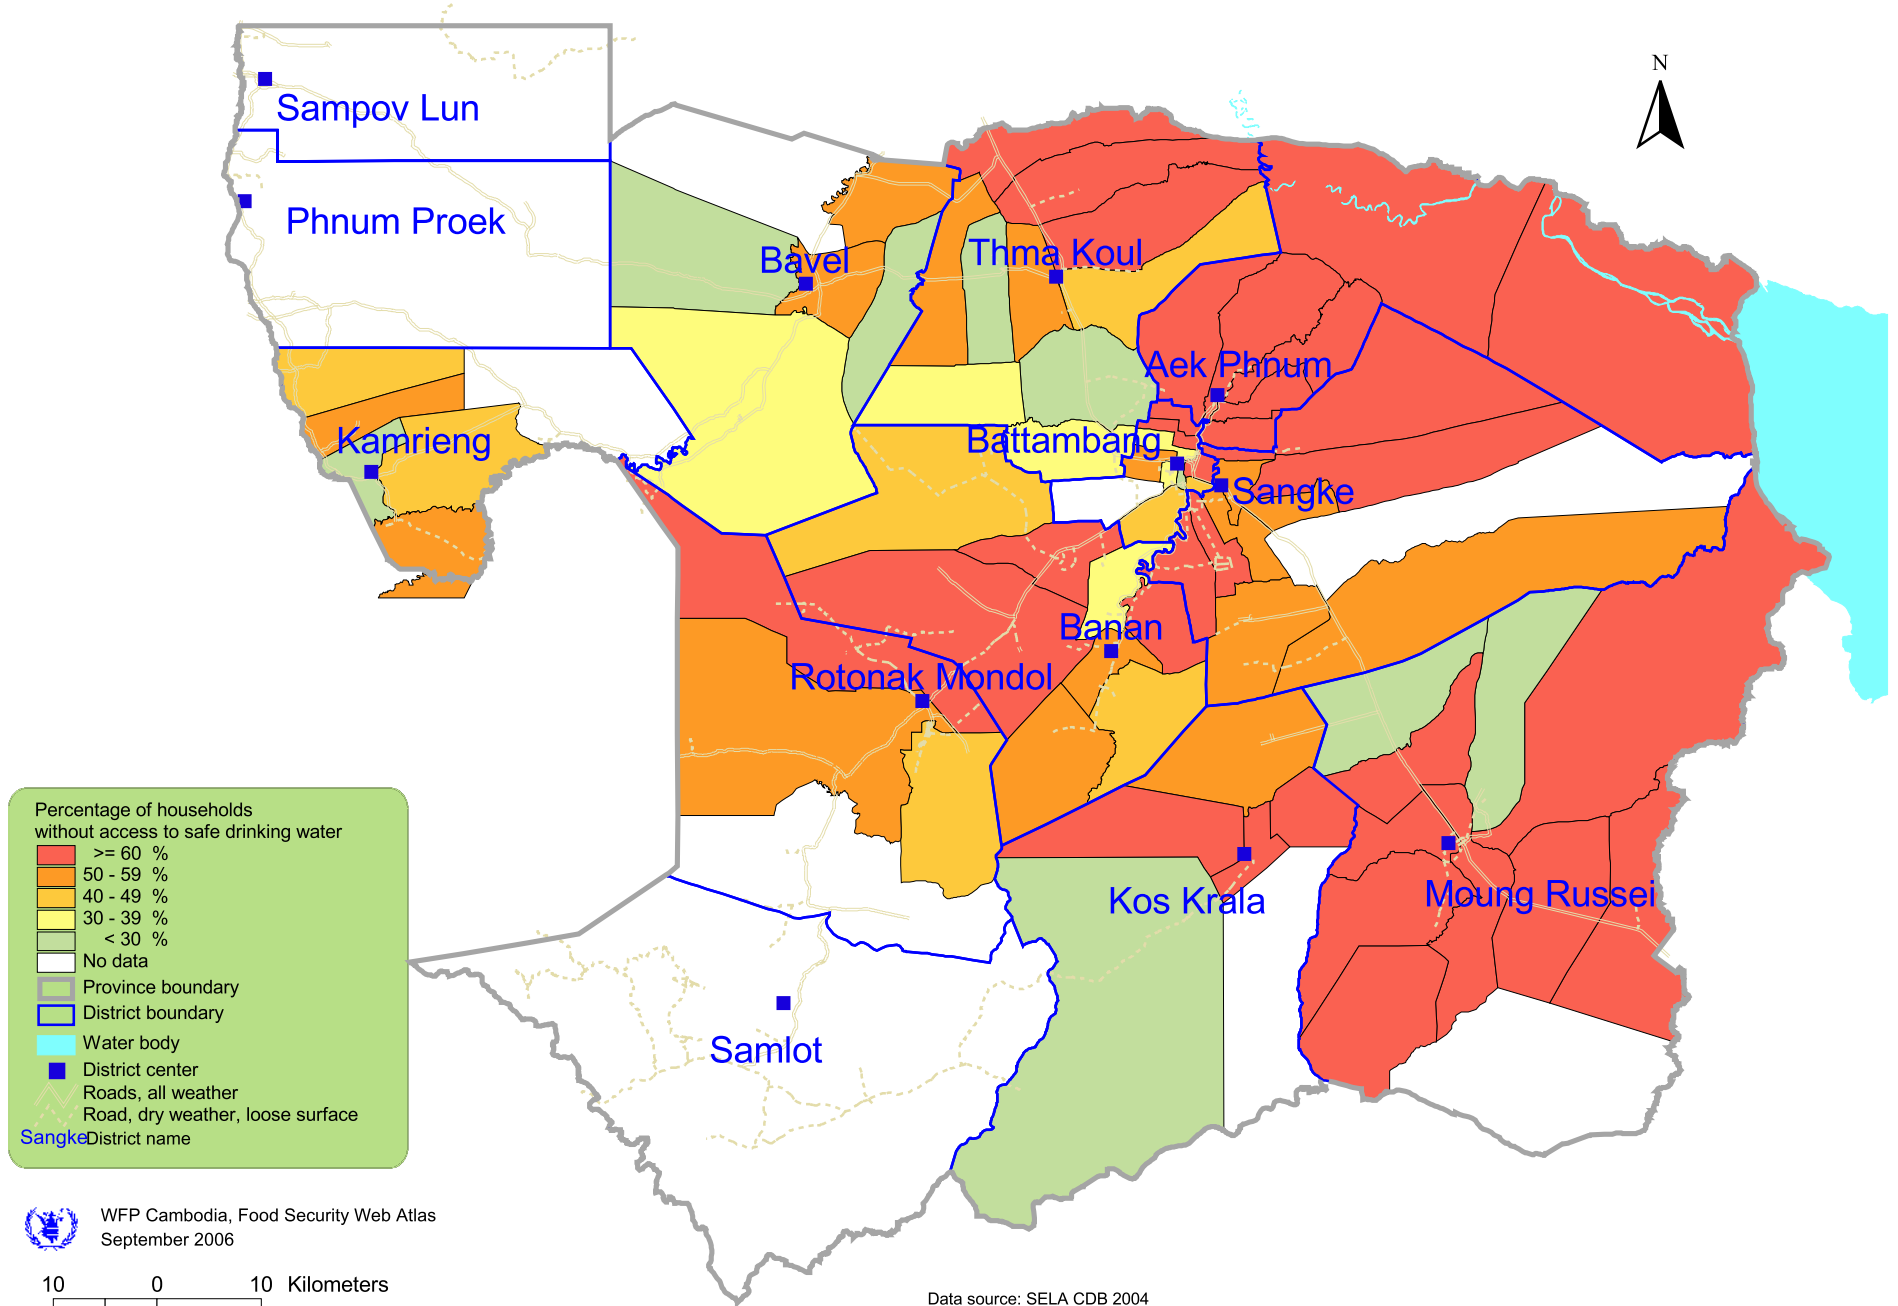 N
Sampov Lun
Phnum Proek
Bavel
Thma Koul
Aek Phnum
Kamrieng
Battambang
Sangke
Banan
Rotonak Mondol
Kos Krala
Moung Russei
Samlot
Percentage of households
without access to safe drinking water
>= 60 %
50 - 59 %
40 - 49 %
30 - 39 %
< 30 %
No data
Province boundary
District boundary
Water body
District center
Roads, all weather
Road, dry weather, loose surface
Sangke District name
WFP Cambodia, Food Security Web Atlas
September 2006
10 0 10 Kilometers
Data source: SELA CDB 2004